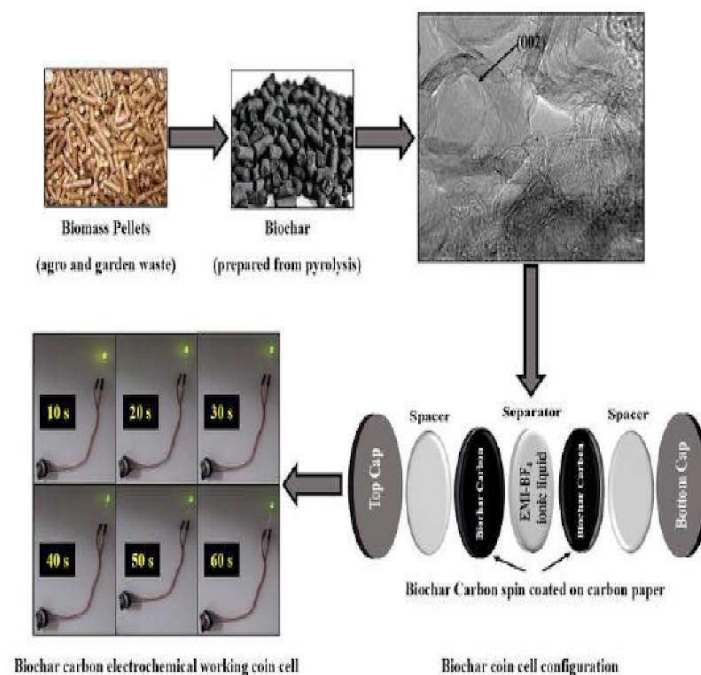 (002)
Biomass Pellets
(agro and garden waste)
Biochar
(prepared from pyrolysis)
10 s
20 s
30 s
40 s
50 s
60 s
Biochar carbon electrochemical working coin cell
Spacer
Separator
Spacer
Top Cap
Biochar Carbon
EMI-BF4
ionic liquid
Biochar Carbon
Bottom Cap
Biochar Carbon spin coated on carbon paper
Biochar coin cell configuration